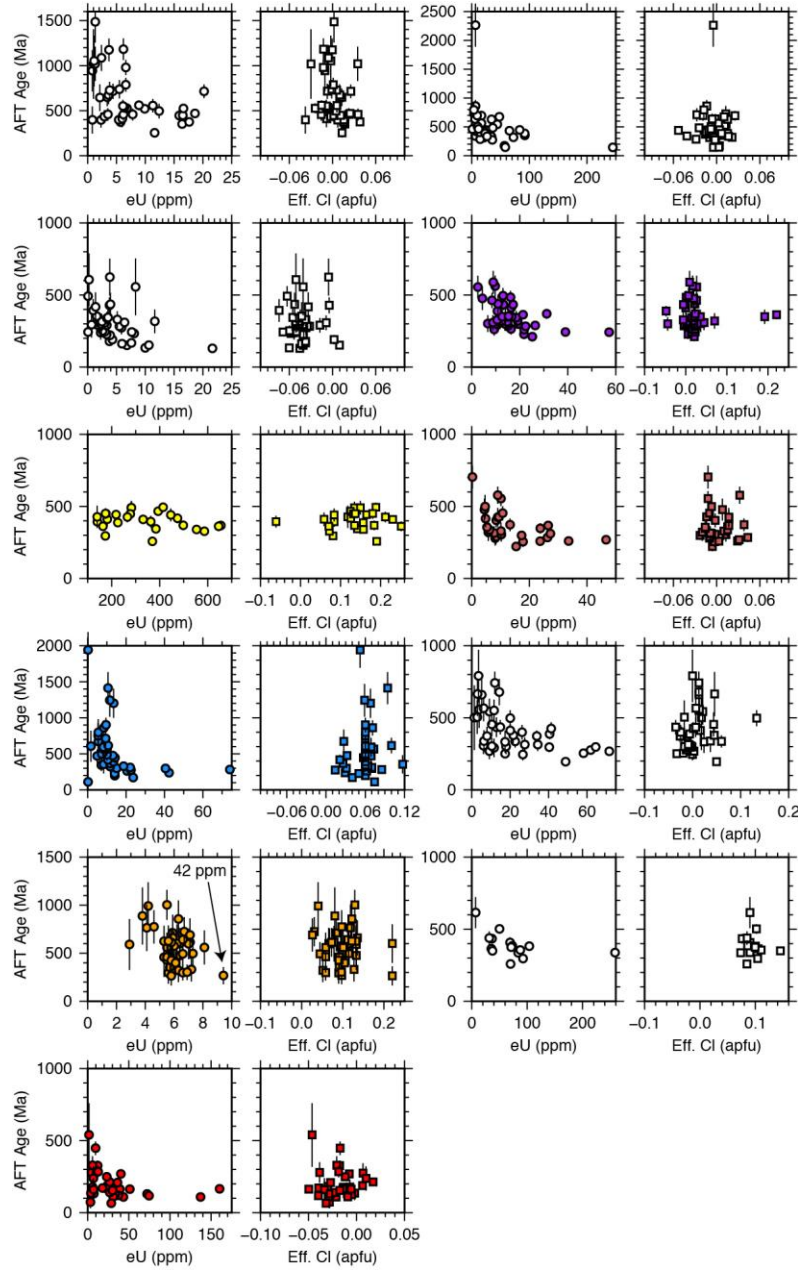 1500
1000
500
0
AFT Age (Ma)
0 5 10 15 20 25
eU (ppm)
−0.06 0.00 0.06
Eff. Cl (apfu)
2500
2000
1500
1000
500
0
0 100 200
eU (ppm)
−0.06 0.00 0.06
Eff. Cl (apfu)
1000
500
0
AFT Age (Ma)
0 5 10 15 20 25
eU (ppm)
−0.06 0.00 0.06
Eff. Cl (apfu)
1000
500
0
0 20 40 60
eU (ppm)
−0.1 0.0 0.1 0.2
Eff. Cl (apfu)
1000
500
0
AFT Age (Ma)
200 400 600
eU (ppm)
−0.1 0.0 0.1 0.2
Eff. Cl (apfu)
1000
500
0
0 20 40
eU (ppm)
−0.06 0.00 0.06
Eff. Cl (apfu)
2000
1500
1000
500
0
AFT Age (Ma)
0 20 40 60
eU (ppm)
−0.06 0.00 0.06 0.12
Eff. Cl (apfu)
1000
500
0
0 20 40 60
eU (ppm)
−0.1 0.0 0.1 0.2
Eff. Cl (apfu)
1500
1000
500
0
AFT Age (Ma)
42 ppm
0 2 4 6 8 10
eU (ppm)
−0.1 0.0 0.1 0.2
Eff. Cl (apfu)
1000
500
0
0 100 200
eU (ppm)
−0.1 0.0 0.1
Eff. Cl (apfu)
1000
500
0
AFT Age (Ma)
0 50 100 150
eU (ppm)
−0.10 −0.05 0.00 0.05
Eff. Cl (apfu)